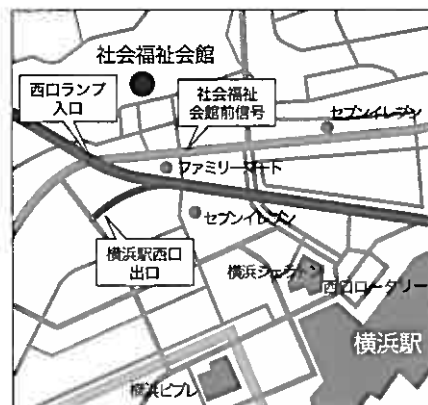 社会福祉会館
西口ランプ
入口
社会福祉
会館前信号
セブンイレブン
ファミリーマート
セブンイレブン
横浜駅西口
出口
横浜シェラトン
西口ロータリー
横浜駅
横浜ビブレ